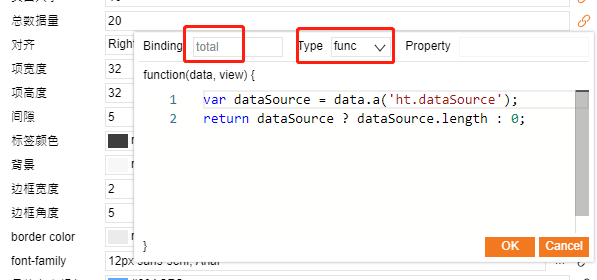 总数据量 20
对齐 Right
项宽度 32
项高度 32
间隙 5
标签颜色
背景
边框宽度 2
边框角度 5
border color
font-family 12px sans-serif, Arial
Binding total Type func Property
function(data, view) {
1 var dataSource = data.a('ht.dataSource');
2 return dataSource ? dataSource.length : 0;
}
OK Cancel